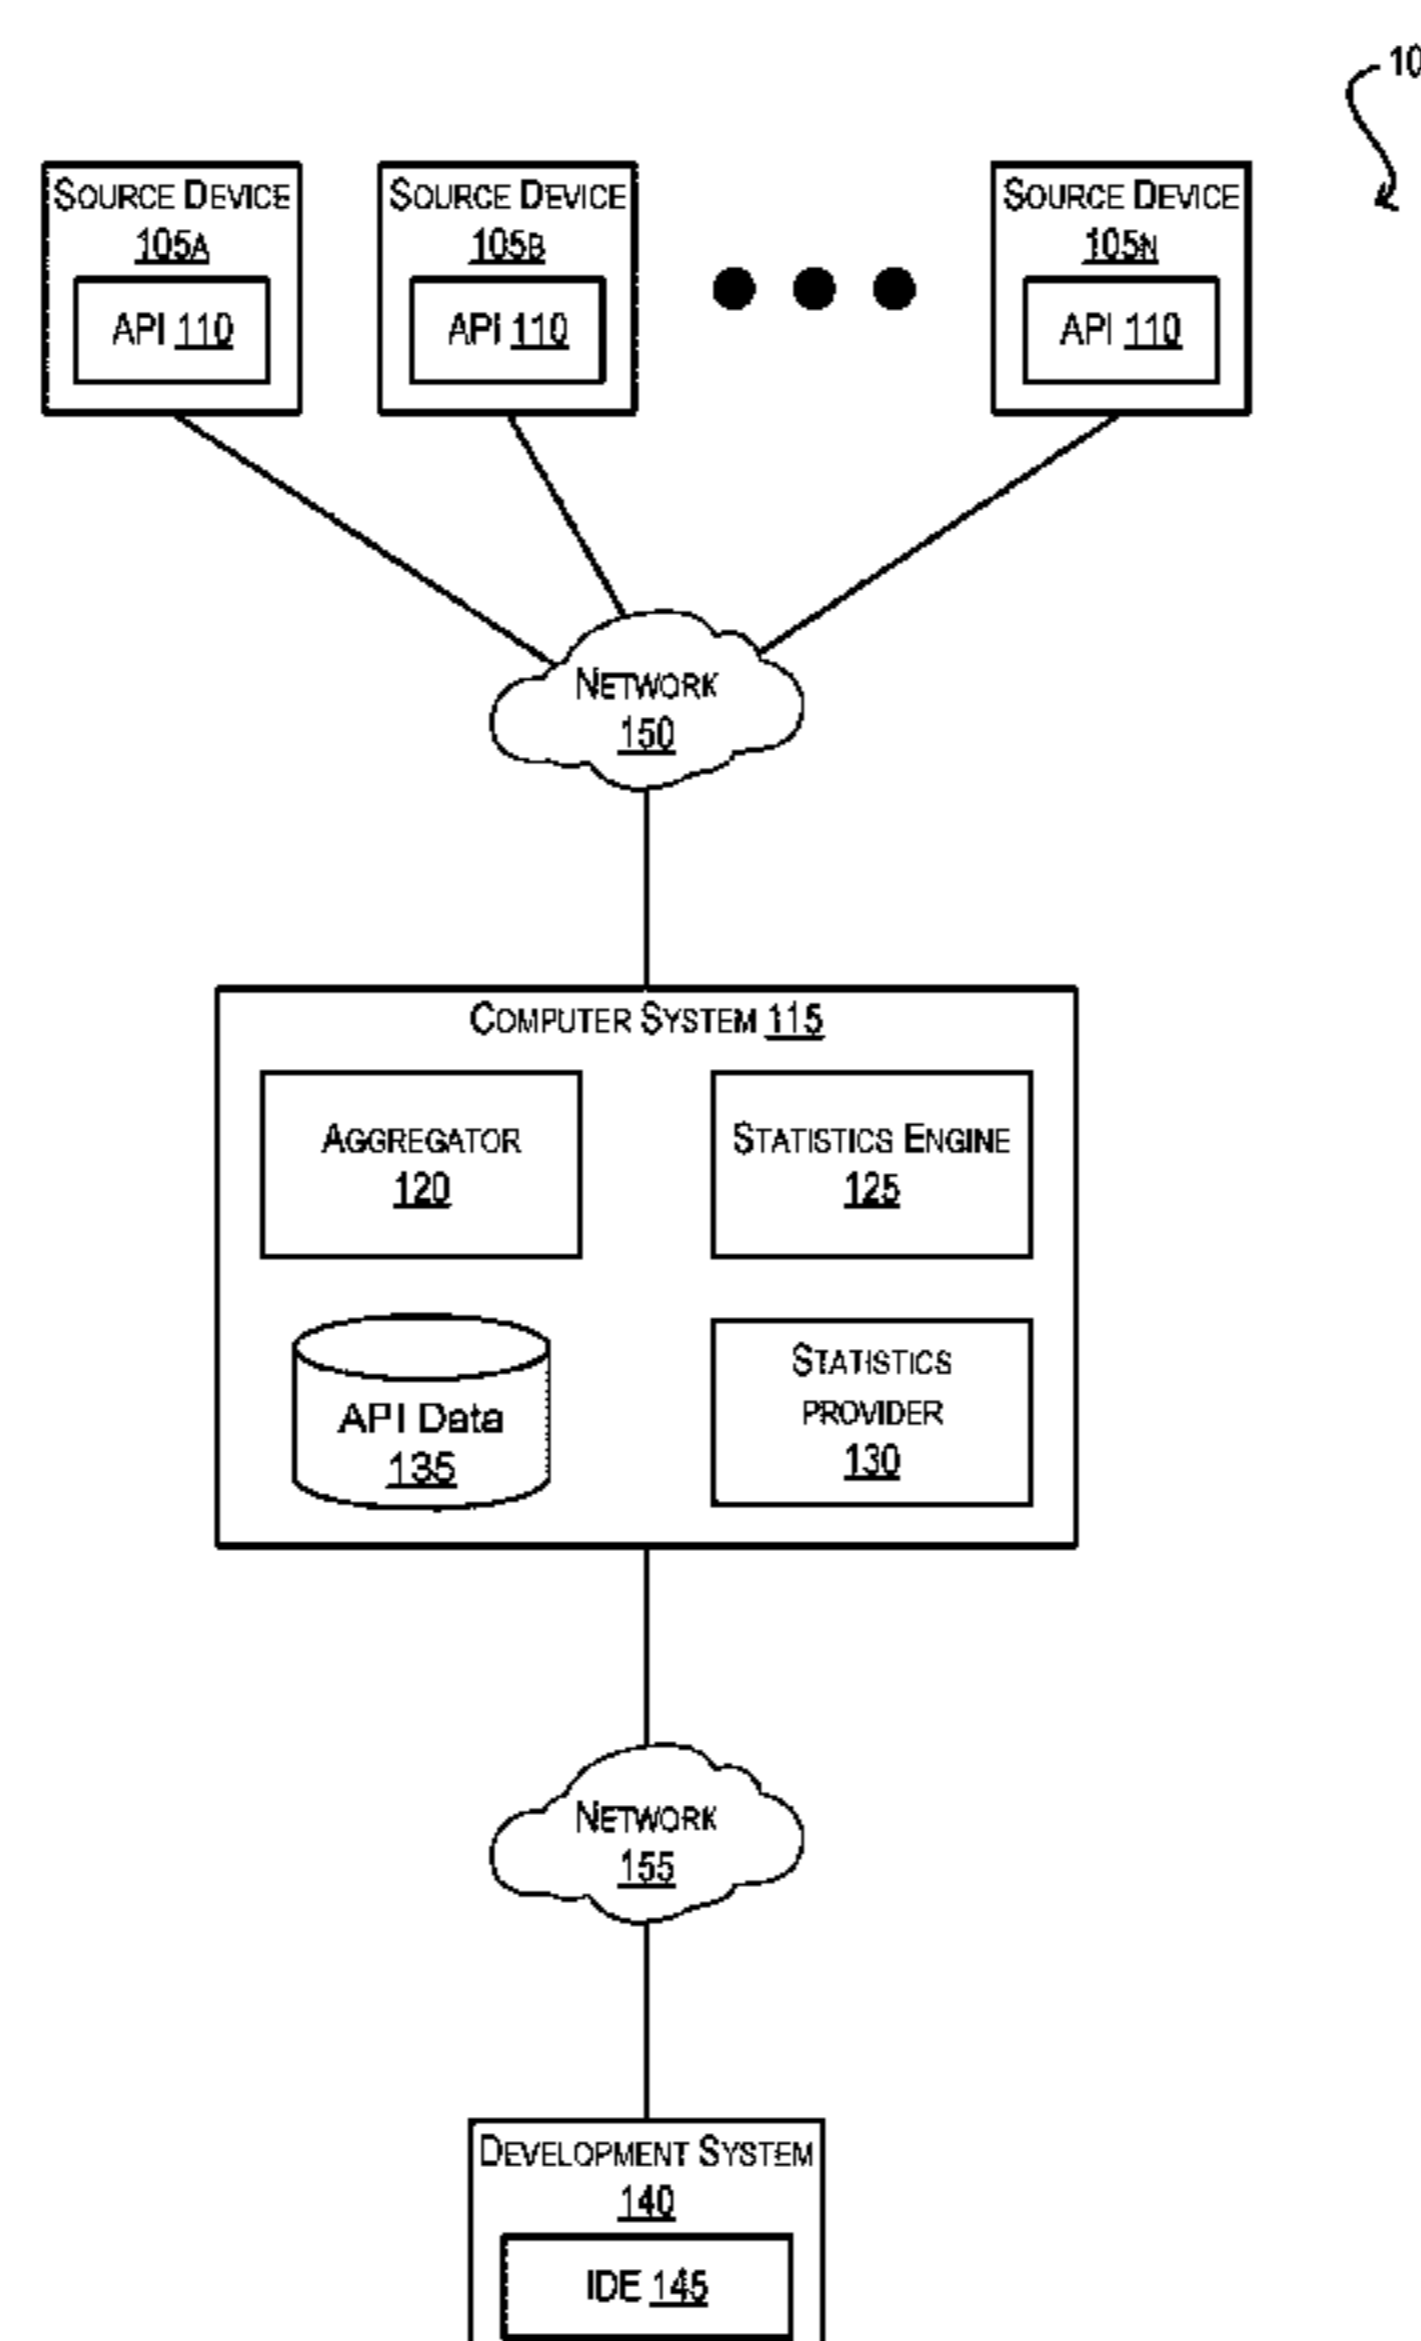 10
SOURCE DEVICE
105A
API 110
SOURCE DEVICE
105B
API 110
SOURCE DEVICE
105N
API 110
NETWORK
150
COMPUTER SYSTEM 115
AGGREGATOR
120
STATISTICS ENGINE
125
API Data
135
STATISTICS
PROVIDER
130
NETWORK
155
DEVELOPMENT SYSTEM
140
IDE 145